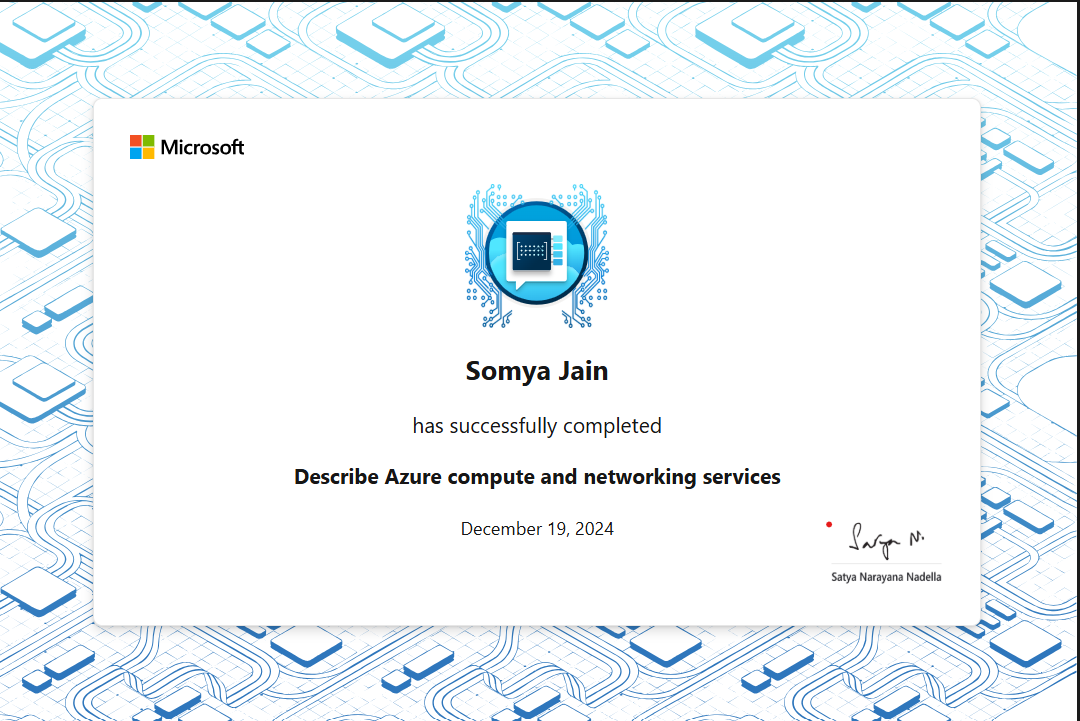 Microsoft
Somya Jain
has successfully completed
Describe Azure compute and networking services
December 19, 2024
Satya N.
Satya Narayana Nadella